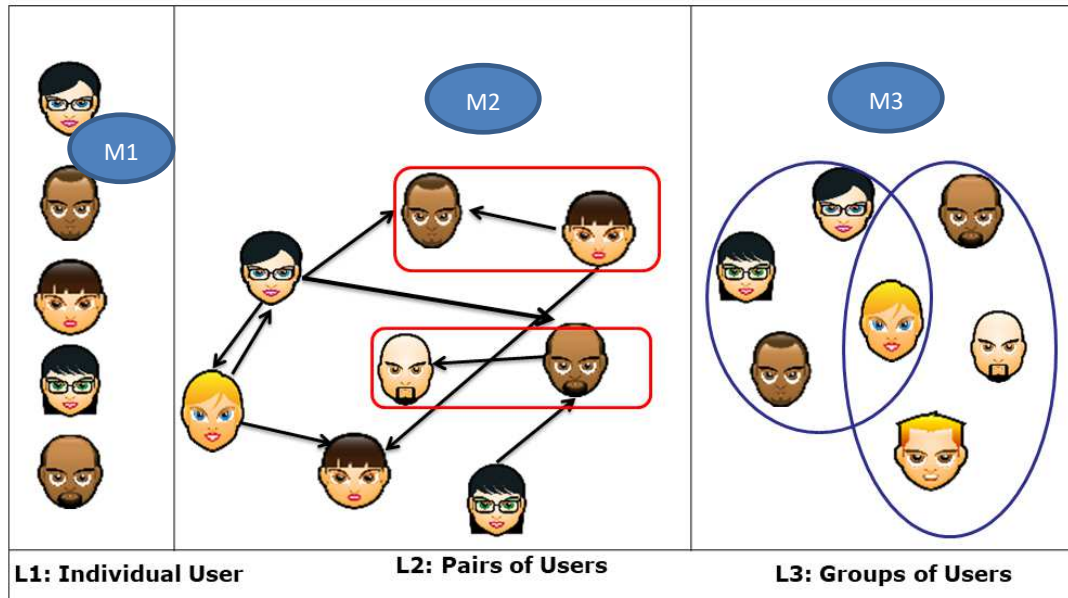 M1
M2
M3
L1: Individual User
L2: Pairs of Users
L3: Groups of Users